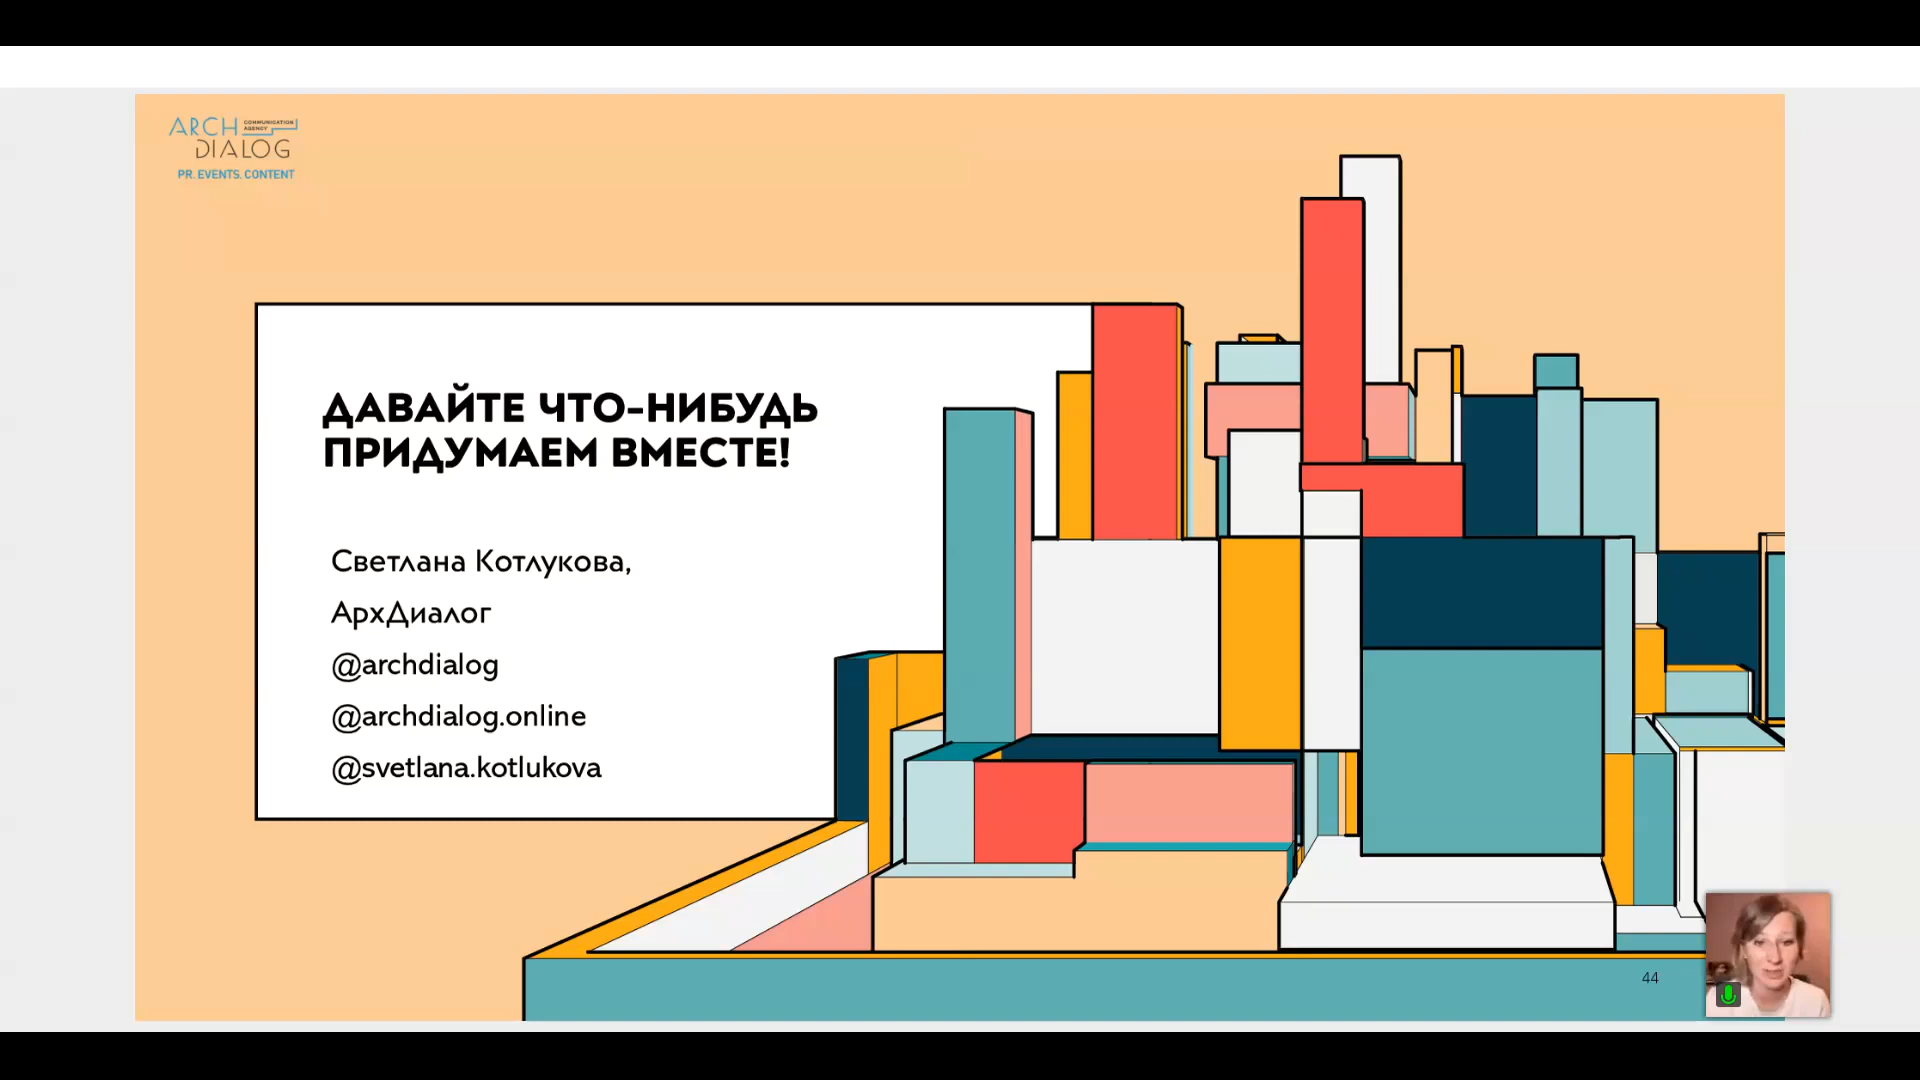 ARCH COMMUNICATION
AGENCY
DIALOG
PR. EVENTS. CONTENT
ДАВАЙТЕ ЧТО-НИБУДЬ
ПРИДУМАЕМ ВМЕСТЕ!
Светлана Котлукова,
АрхДиалог
@archdialog
@archdialog.online
@svetlana.kotlukova
44